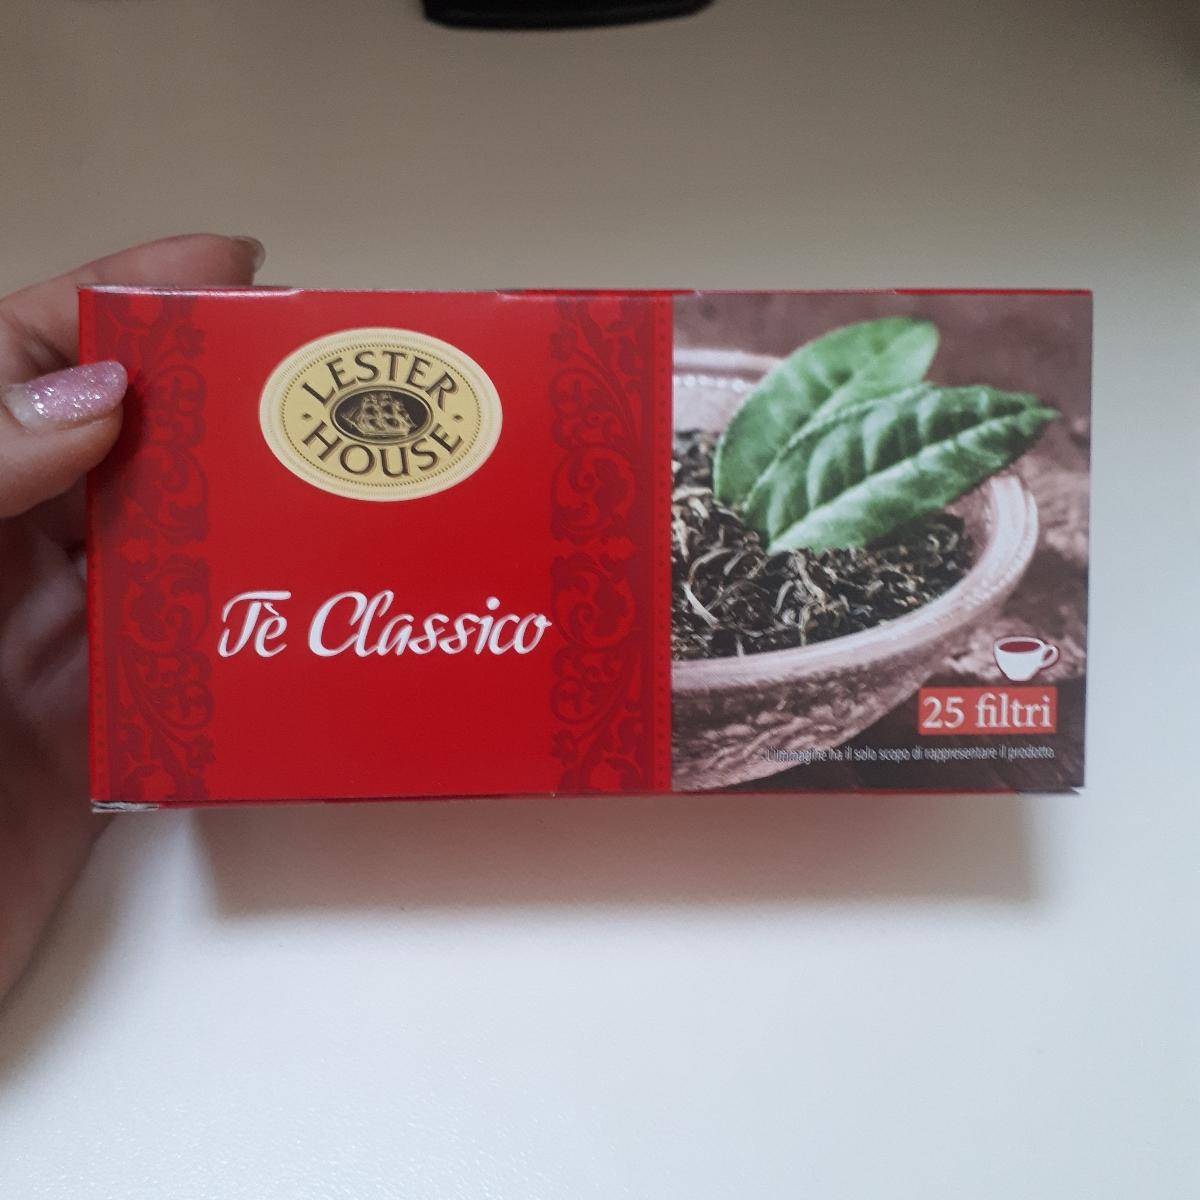 LESTER
HOUSE
Tè Classico
25 filtri
L'immagine ha il solo scopo di rappresentare il prodotto.